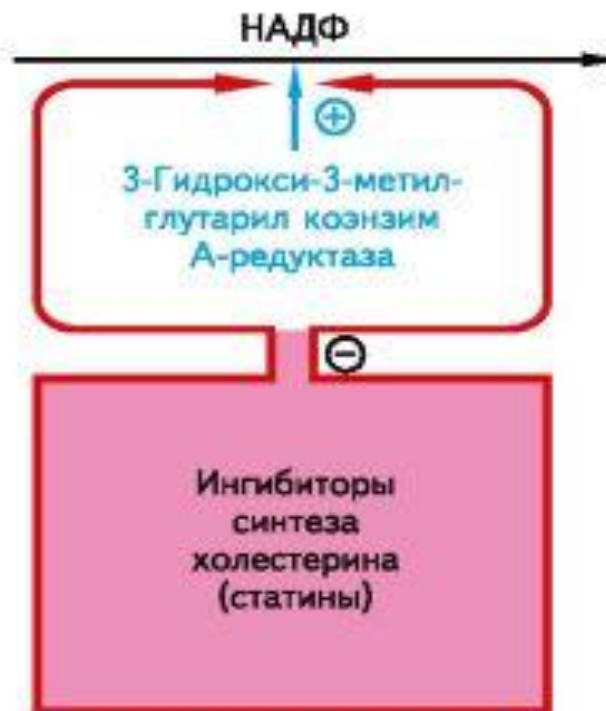 НАДФ
3-Гидрокси-3-метил-
глутарил коэнзим
А-редуктаза
Ингибиторы
синтеза
холестерина
(статины)